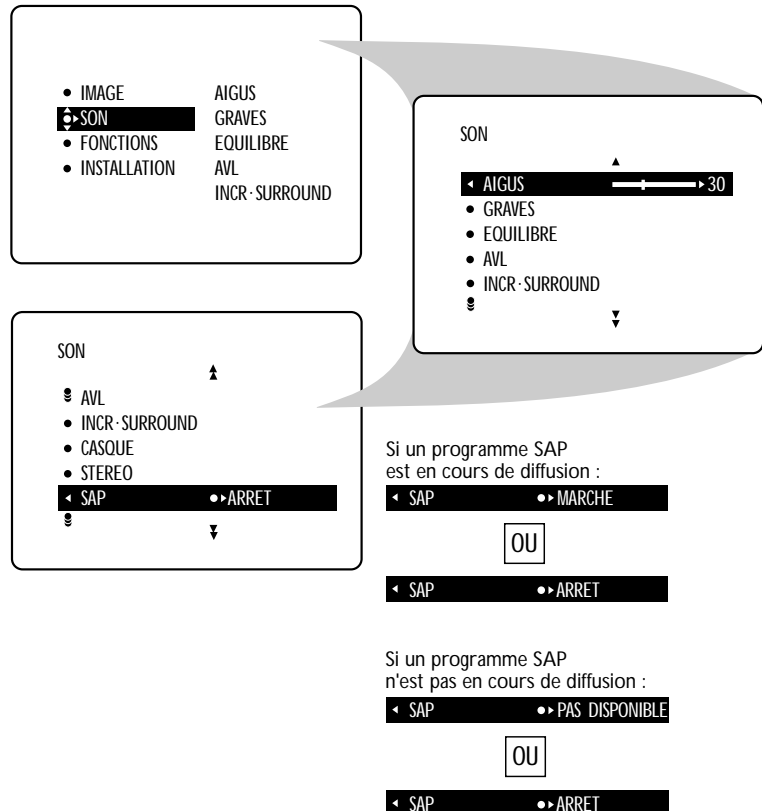 IMAGE AIGUS
SON GRAVES
FONCTIONS EQUILIBRE
INSTALLATION AVL
INCR·SURROUND
SON
AIGUS 30
GRAVES
EQUILIBRE
AVL
INCR·SURROUND
SON
AVL
INCR·SURROUND
CASQUE
STEREO
SAP ARRET
Si un programme SAP
est en cours de diffusion :
SAP MARCHE
OU
SAP ARRET
Si un programme SAP
n'est pas en cours de diffusion :
SAP PAS DISPONIBLE
OU
SAP ARRET